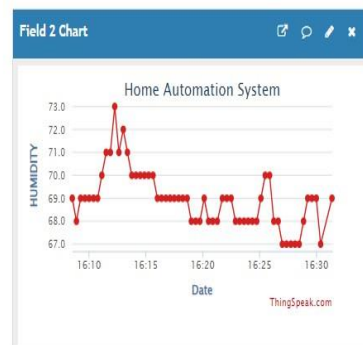 Field 2 Chart
Home Automation System
73.0
72.0
71.0
70.0
69.0
68.0
67.0
HUMIDITY
16:10 16:15 16:20 16:25 16:30
Date
ThingSpeak.com